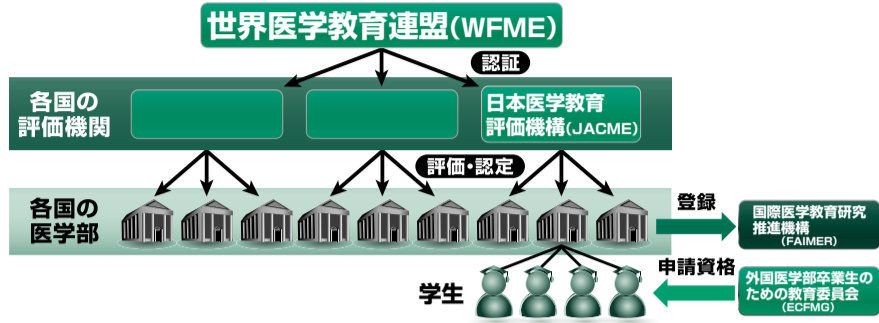 世界医学教育連盟(WFME)
認証
各国の
評価機関
日本医学教育
評価機構(JACME)
評価・認定
各国の
医学部
登録
国際医学教育研究
推進機構
(FAIMER)
申請資格
学生
外国医学部卒業生の
ための教育委員会
(ECFMG)